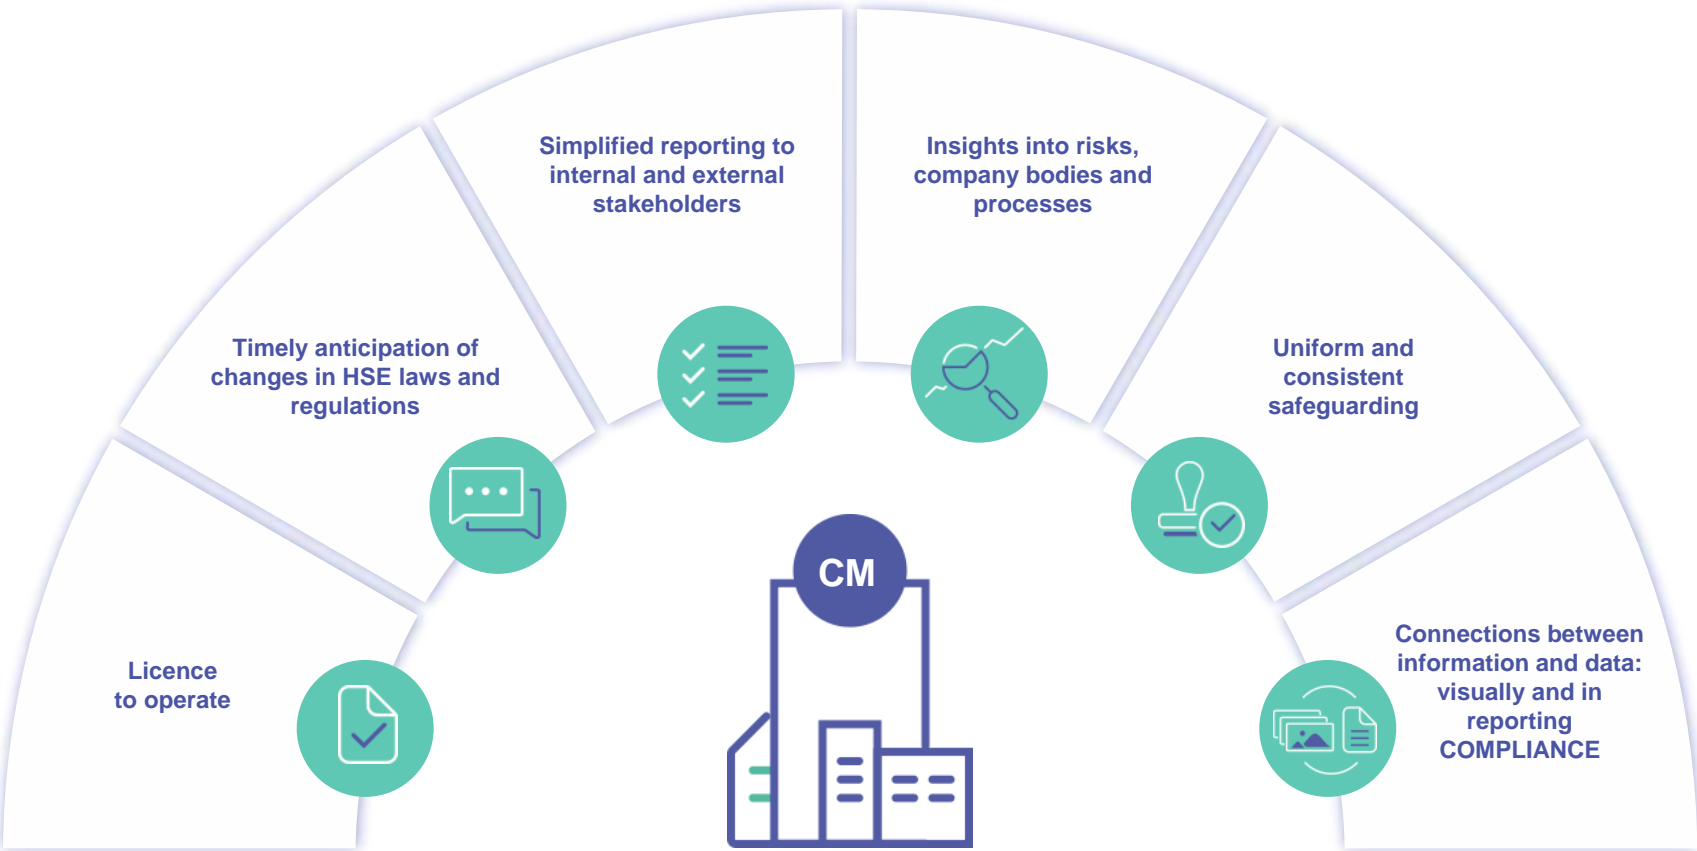 Simplified reporting to
internal and external
stakeholders
Insights into risks,
company bodies and
processes
Timely anticipation of
changes in HSE laws and
regulations
Uniform and
consistent
safeguarding
Licence
to operate
Connections between
information and data:
visually and in
reporting
COMPLIANCE
CM